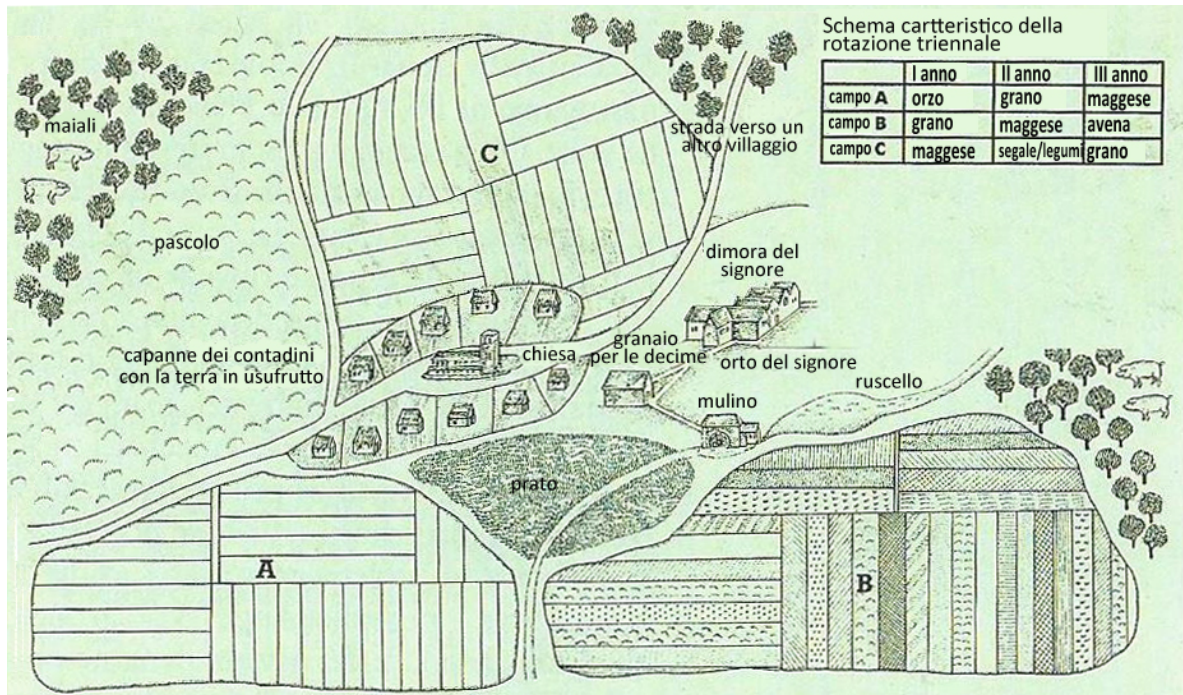 Schema cartteristico della
rotazione triennale
I anno II anno III anno
campo A orzo grano maggese
campo B grano maggese avena
campo C maggese segale/legumi grano
maiali
C
strada verso un
altro villaggio
pascolo
dimora del
signore
capanne dei contadini
con la terra in usufrutto
chiesa
granaio
per le decime
orto del signore
ruscello
mulino
prato
A
B